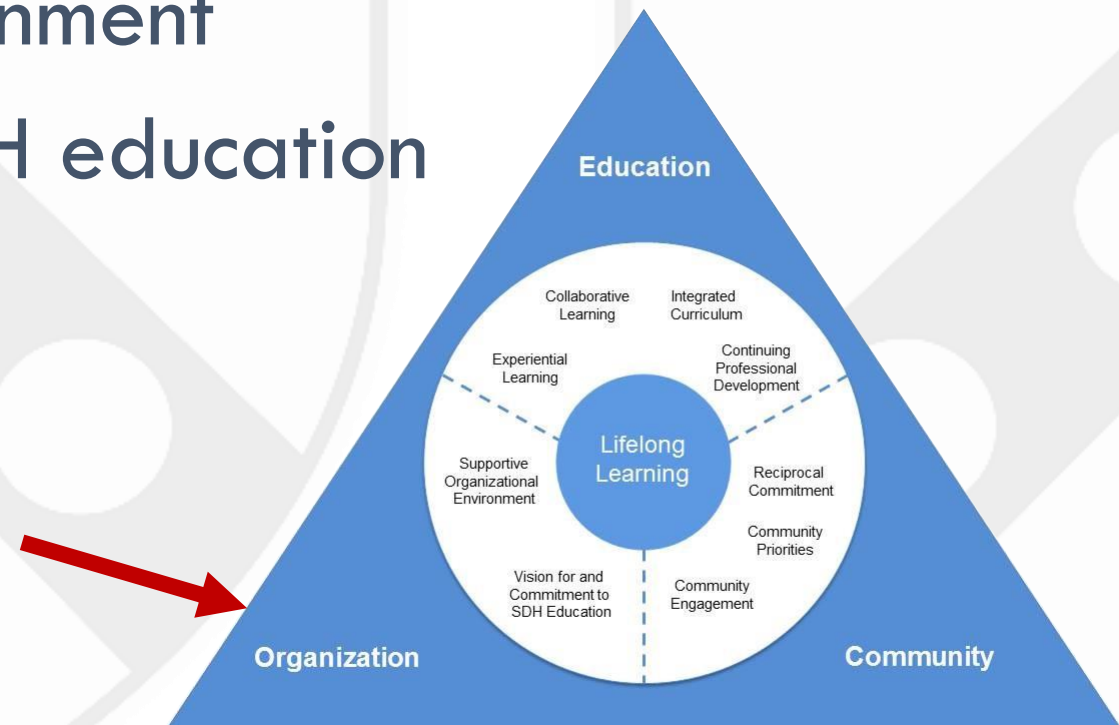 nment
H education
Education
Collaborative
Learning
Integrated
Curriculum
Experiential
Learning
Continuing
Professional
Development
Lifelong
Learning
Supportive
Organizational
Environment
Reciprocal
Commitment
Community
Priorities
Vision for and
Commitment to
SDH Education
Community
Engagement
Organization
Community